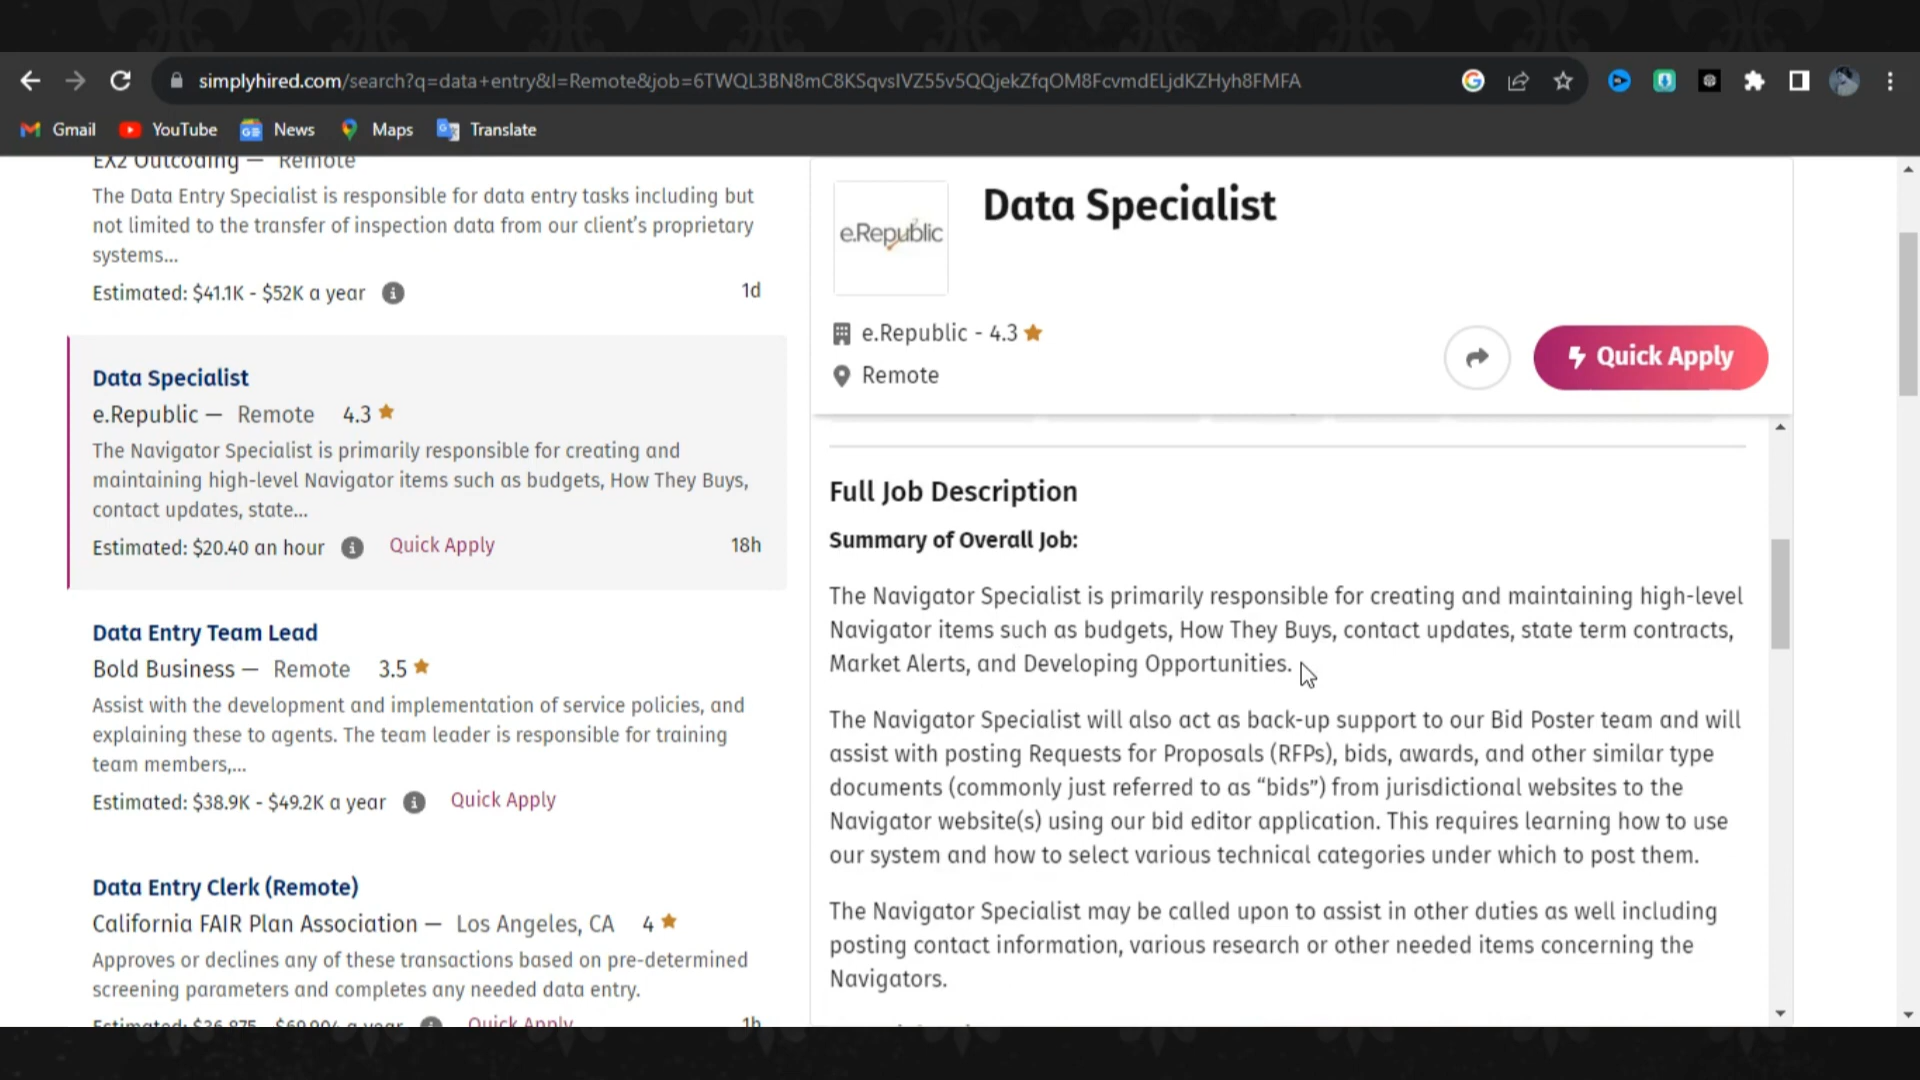 simplyhired.com/search?q=data+entry&l=Remote&job=6TWQL3BN8mC8KSqvsIVZ55v5QQjekZfqOM8FcvmdELjdKZHyh8FMFA
Gmail YouTube News Maps Translate
EX2 Outcoding — Remote
The Data Entry Specialist is responsible for data entry tasks including but
not limited to the transfer of inspection data from our client's proprietary
systems...
Estimated: $41.1K - $52K a year 1d
Data Specialist
e.Republic — Remote 4.3
The Navigator Specialist is primarily responsible for creating and
maintaining high-level Navigator items such as budgets, How They Buys,
contact updates, state...
Estimated: $20.40 an hour Quick Apply 18h
Data Entry Team Lead
Bold Business — Remote 3.5
Assist with the development and implementation of service policies, and
explaining these to agents. The team leader is responsible for training
team members,...
Estimated: $38.9K - $49.2K a year Quick Apply
Data Entry Clerk (Remote)
California FAIR Plan Association — Los Angeles, CA 4
Approves or declines any of these transactions based on pre-determined
screening parameters and completes any needed data entry.
Estimated: $36,875 - $69,904 a year Quick Apply 1h
e.Republic
Data Specialist
e.Republic - 4.3
Remote
Quick Apply
Full Job Description
Summary of Overall Job:
The Navigator Specialist is primarily responsible for creating and maintaining high-level
Navigator items such as budgets, How They Buys, contact updates, state term contracts,
Market Alerts, and Developing Opportunities.
The Navigator Specialist will also act as back-up support to our Bid Poster team and will
assist with posting Requests for Proposals (RFPs), bids, awards, and other similar type
documents (commonly just referred to as “bids”) from jurisdictional websites to the
Navigator website(s) using our bid editor application. This requires learning how to use
our system and how to select various technical categories under which to post them.
The Navigator Specialist may be called upon to assist in other duties as well including
posting contact information, various research or other needed items concerning the
Navigators.